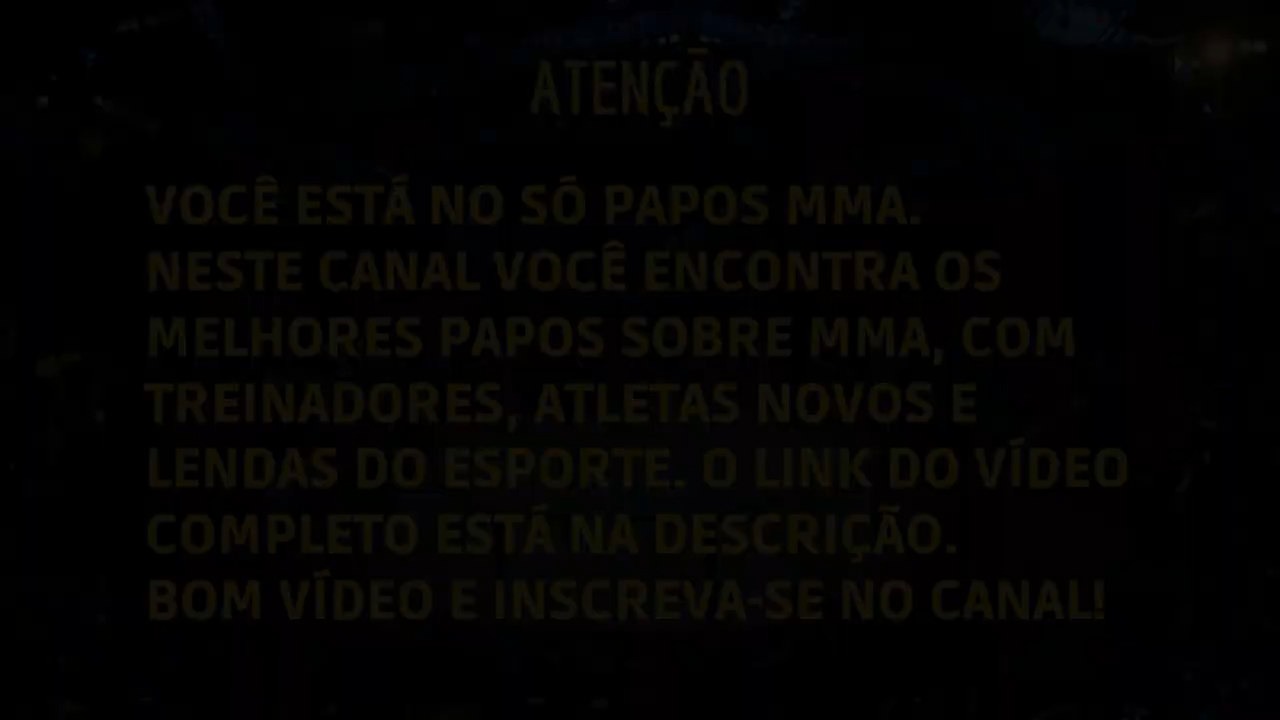 ATENÇÃO
VOCÊ ESTÁ NO SÓ PAPOS MMA.
NESTE CANAL VOCÊ ENCONTRA OS
MELHORES PAPOS SOBRE MMA, COM
TREINADORES, ATLETAS NOVOS E
LENDAS DO ESPORTE. O LINK DO VÍDEO
COMPLETO ESTÁ NA DESCRIÇÃO.
BOM VÍDEO E INSCREVA-SE NO CANAL!